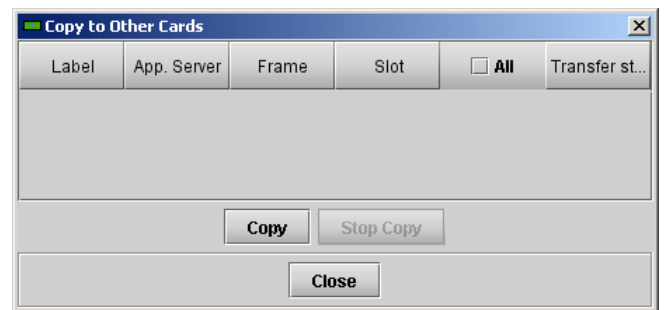 Copy to Other Cards
Label App. Server Frame Slot All Transfer st...
Copy Stop Copy
Close